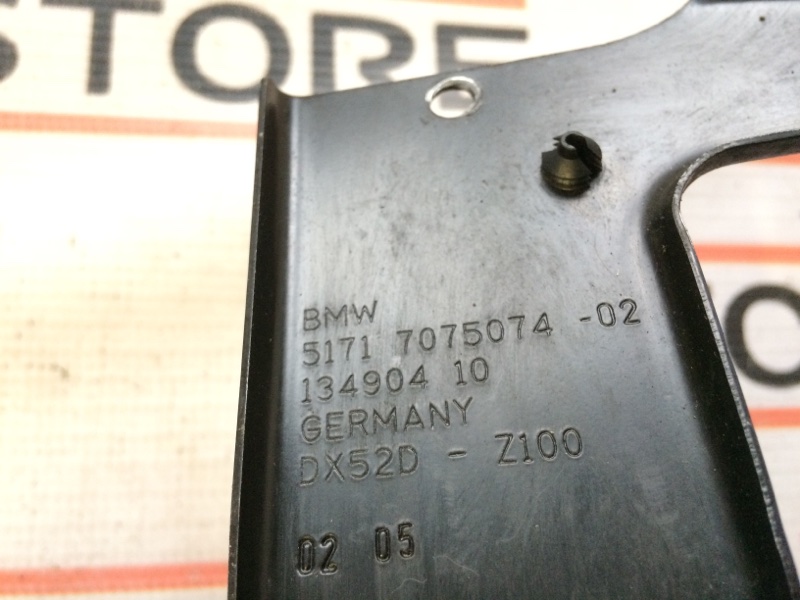 STORE
BMW
5171 7075074 -02
134904 10
GERMANY
DX52D - Z100
02 05